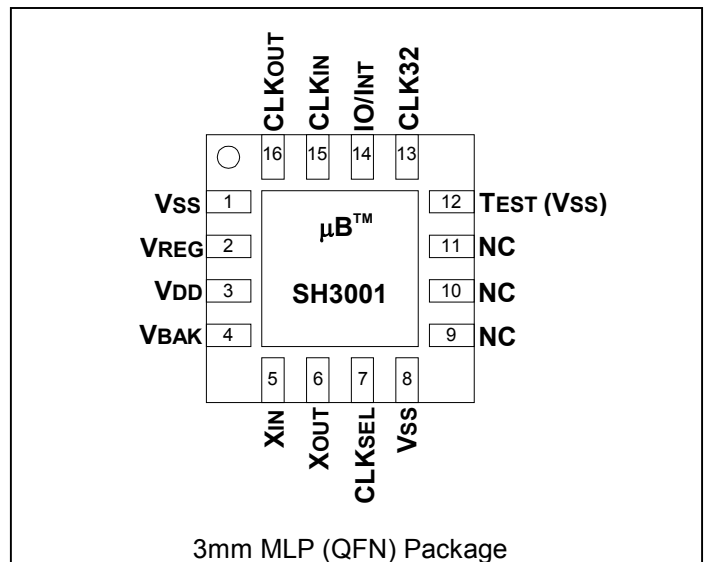 CLKOUT
CLKIN
IO/INT
CLK32
16
15
14
13
VSS 1
12 TEST (VSS)
µB™
VREG 2
11 NC
VDD 3
SH3001
10 NC
VBAK 4
9 NC
5
6
7
8
XIN
XOUT
CLKSEL
VSS
3mm MLP (QFN) Package